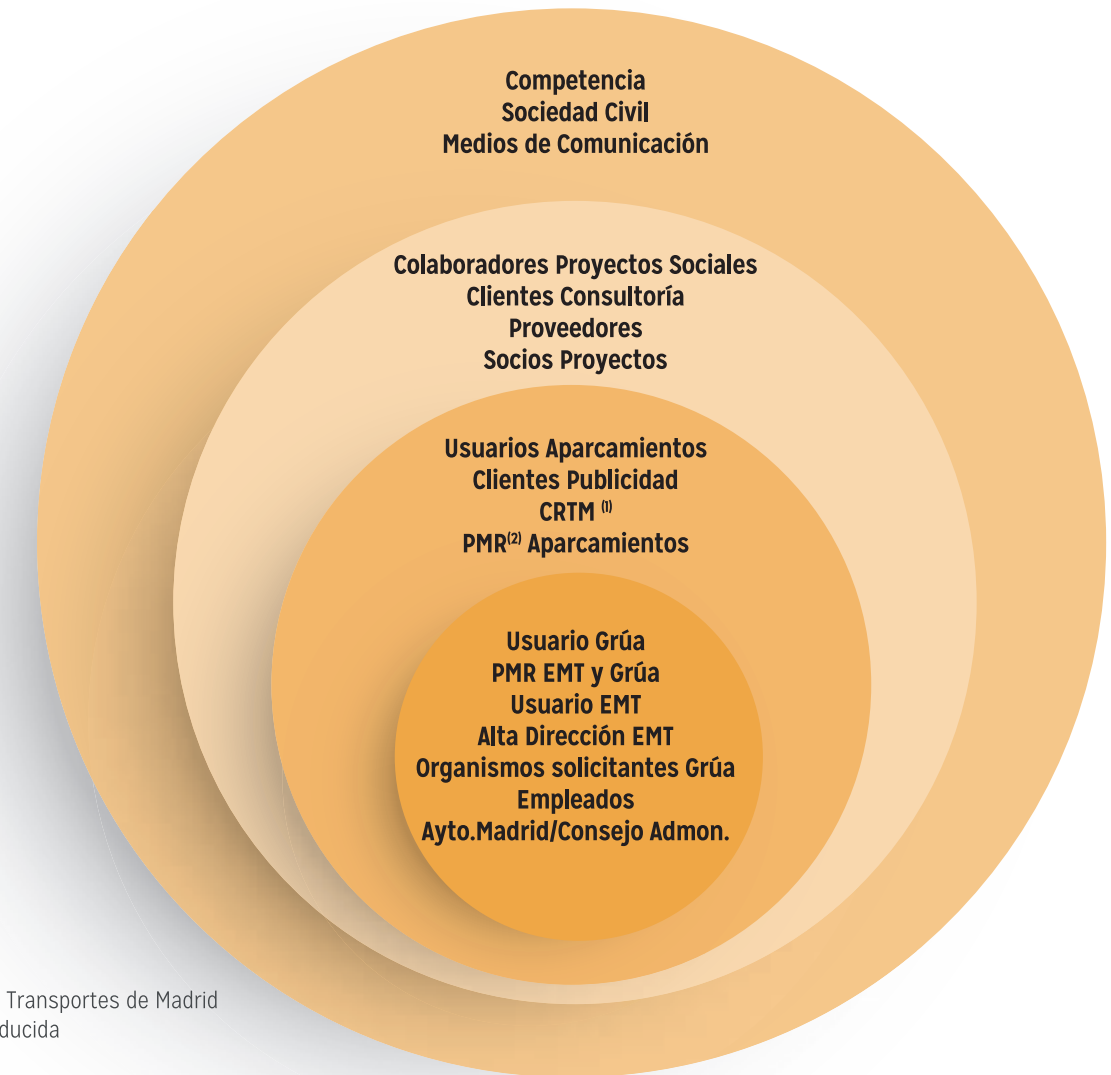 Competencia
Sociedad Civil
Medios de Comunicación
Colaboradores Proyectos Sociales
Clientes Consultoría
Proveedores
Socios Proyectos
Usuarios Aparcamientos
Clientes Publicidad
CRTM (1)
PMR(2) Aparcamientos
Usuario Grúa
PMR EMT y Grúa
Usuario EMT
Alta Dirección EMT
Organismos solicitantes Grúa
Empleados
Ayto.Madrid/Consejo Admon.
Transportes de Madrid
ducida